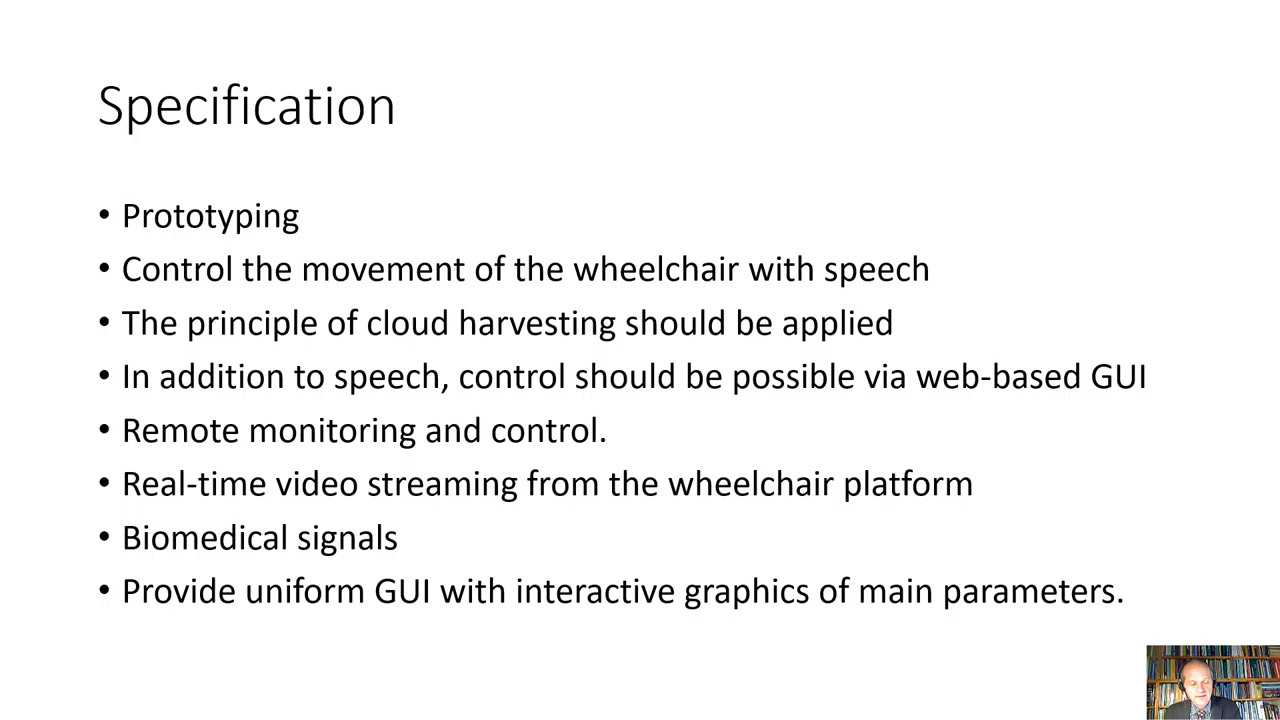 Specification
• Prototyping
• Control the movement of the wheelchair with speech
• The principle of cloud harvesting should be applied
• In addition to speech, control should be possible via web-based GUI
• Remote monitoring and control.
• Real-time video streaming from the wheelchair platform
• Biomedical signals
• Provide uniform GUI with interactive graphics of main parameters.